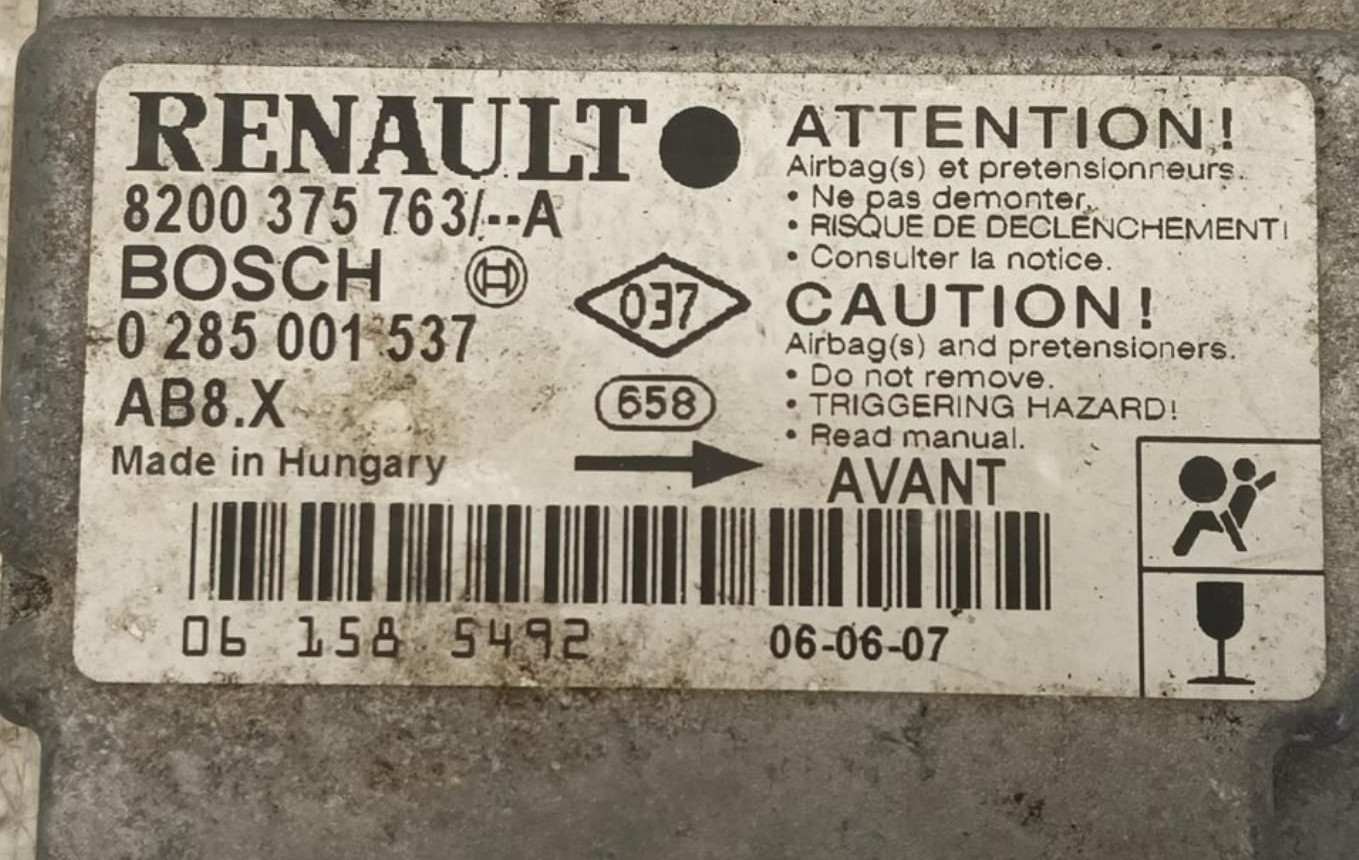 RENAULT
8200 375 763/--A
BOSCH
0 285 001 537
AB8.X
Made in Hungary
037
658
ATTENTION!
Airbag(s) et pretensionneurs.
• Ne pas demonter.
• RISQUE DE DECLENCHEMENT!
• Consulter la notice.
CAUTION!
Airbag(s) and pretensioners.
• Do not remove.
• TRIGGERING HAZARD!
• Read manual.
AVANT
06 158 5492
06-06-07